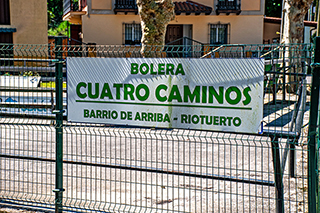 BOLERA
CUATRO CAMINOS
BARRIO DE ARRIBA - RIOTUERTO